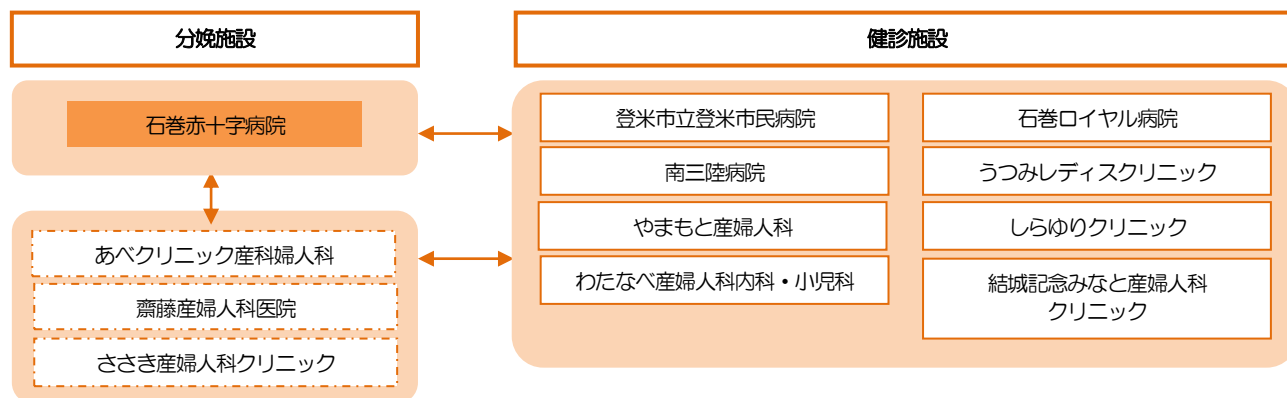 分娩施設
健診施設
石巻赤十字病院
あべクリニック産科婦人科
齋藤産婦人科医院
ささき産婦人科クリニック
登米市立登米市民病院
南三陸病院
やまもと産婦人科
わたなべ産婦人科内科・小児科
石巻ロイヤル病院
うつみレディスクリニック
しらゆりクリニック
結城記念みなと産婦人科
クリニック